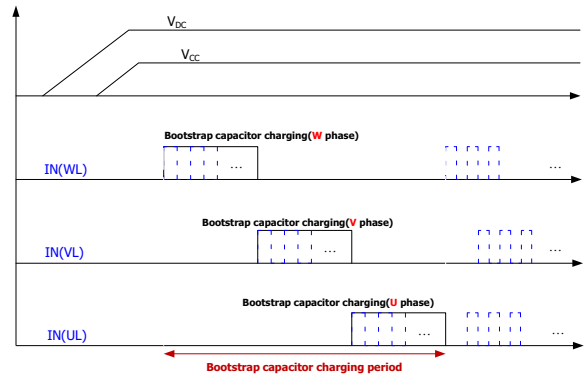 VDC
VCC
Bootstrap capacitor charging(W phase)
IN(WL)
...
...
Bootstrap capacitor charging(V phase)
IN(VL)
...
...
Bootstrap capacitor charging(U phase)
IN(UL)
...
...
Bootstrap capacitor charging period